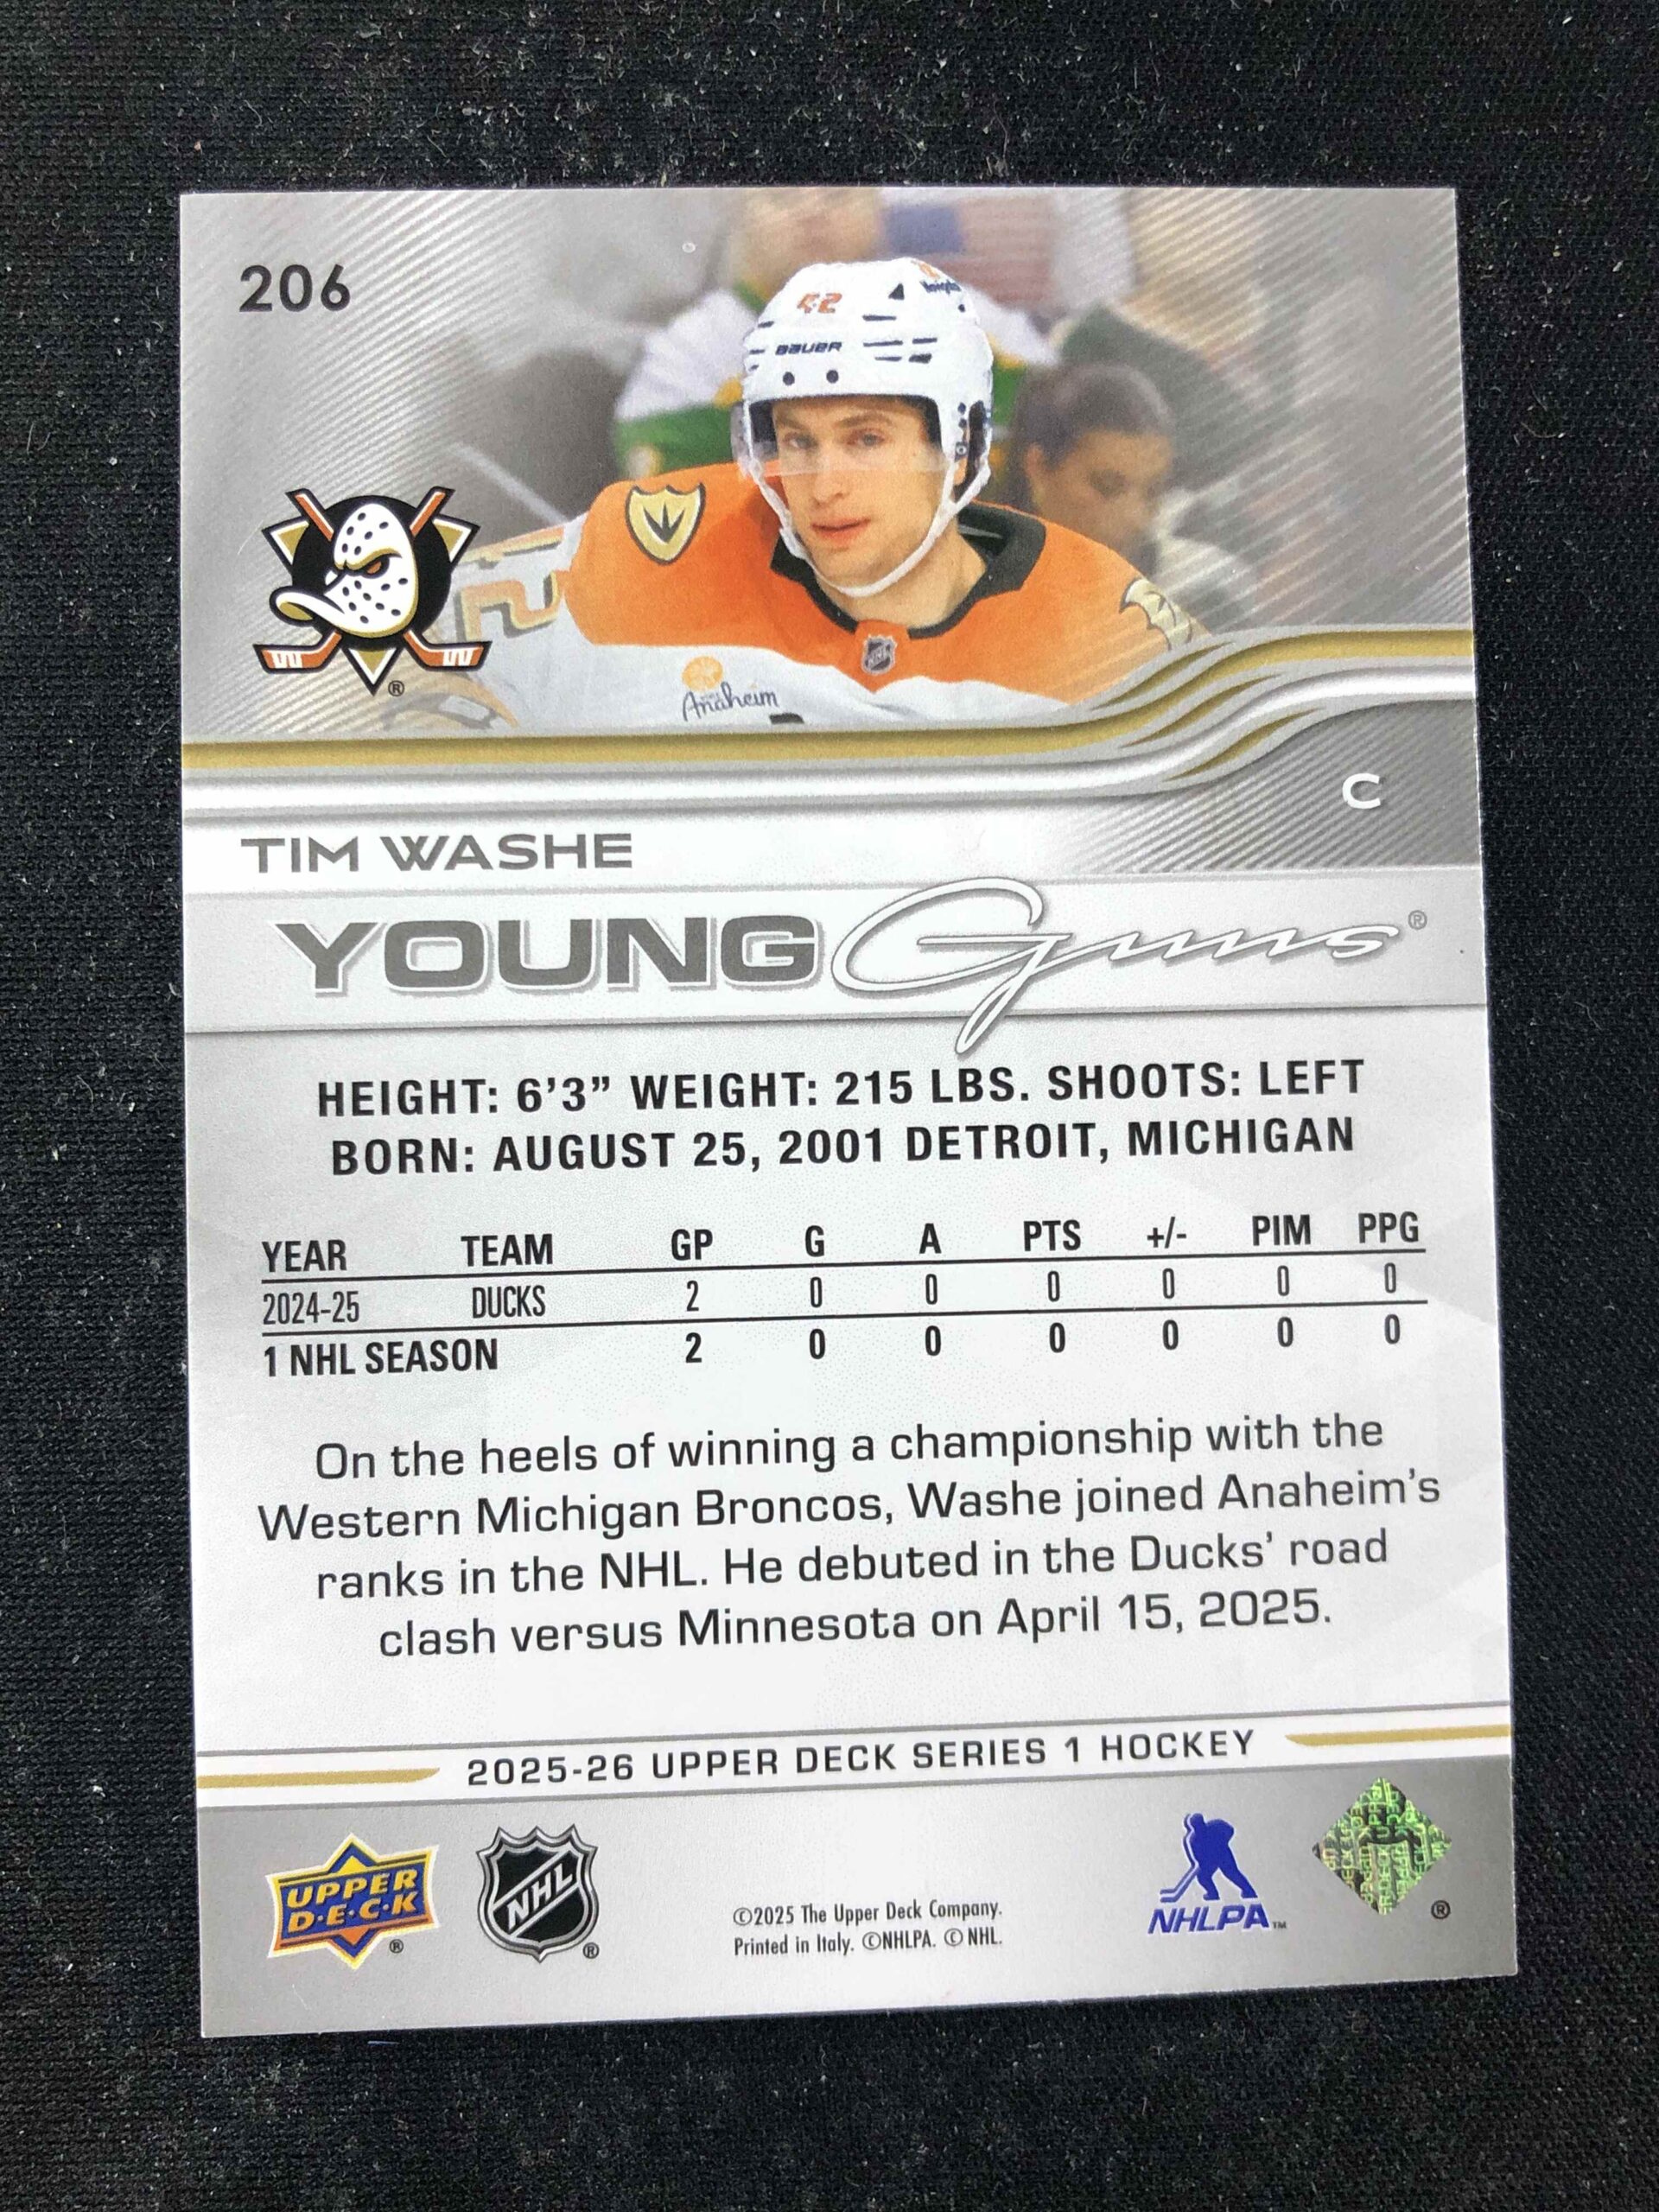 206
42
BAUER
Anaheim
C
TIM WASHE
YOUNG Guns®
HEIGHT: 6'3” WEIGHT: 215 LBS. SHOOTS: LEFT
BORN: AUGUST 25, 2001 DETROIT, MICHIGAN
YEAR TEAM GP G A PTS +/- PIM PPG
2024-25 DUCKS 2 0 0 0 0 0 0
1 NHL SEASON 2 0 0 0 0 0 0
On the heels of winning a championship with the
Western Michigan Broncos, Washe joined Anaheim's
ranks in the NHL. He debuted in the Ducks' road
clash versus Minnesota on April 15, 2025.
2025-26 UPPER DECK SERIES 1 HOCKEY
UPPER
D·E·C·K ®
NHL ®
©2025 The Upper Deck Company.
Printed in Italy. ©NHLPA. © NHL.
NHLPA™
®